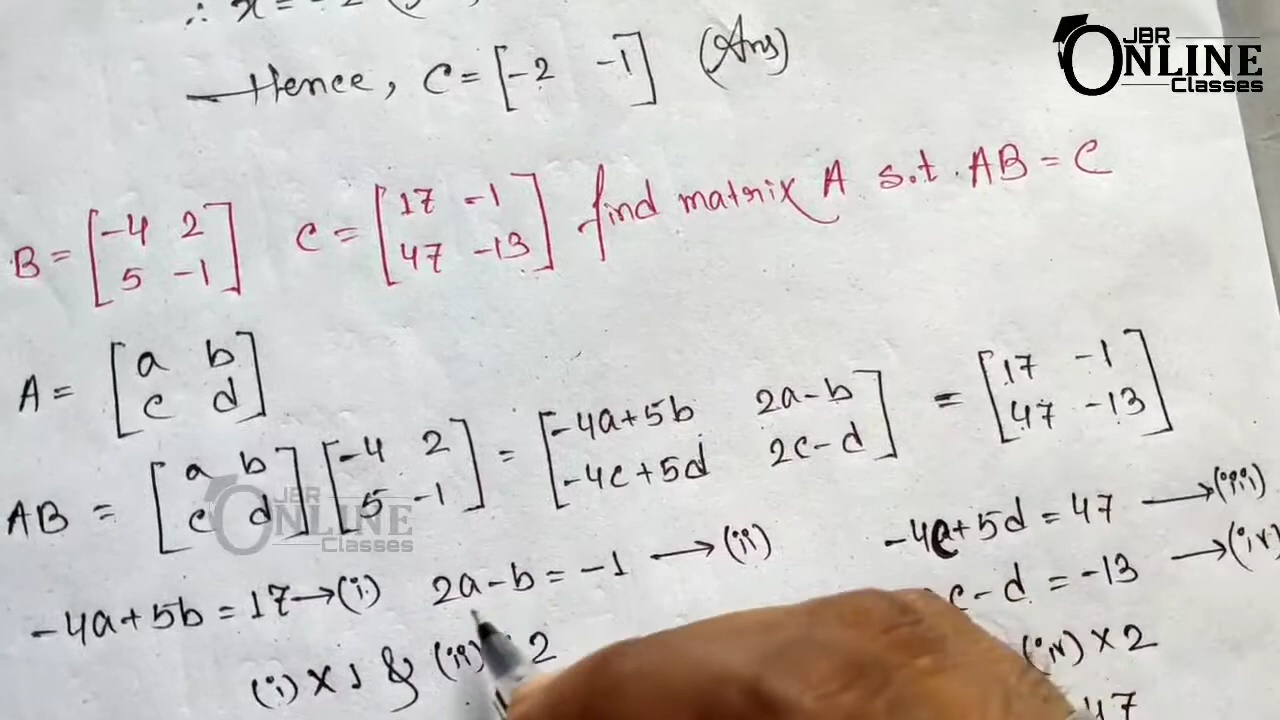 ∴ x = -2
Hence, C = [-2 -1] (Ans)
JBR
ONLINE
Classes
B = [-4 2; 5 -1] C = [17 -1; 47 -13] find matrix A s.t. AB = C
A = [a b; c d]
AB = [a b; c d] [-4 2; 5 -1] = [-4a+5b 2a-b; -4c+5d 2c-d] = [17 -1; 47 -13]
JBR
ONLINE
Classes
-4a+5b = 17 → (i) 2a-b = -1 → (ii)
-4c+5d = 47 → (iii)
c-d = -13 → (iv)
(i) × 1 & (ii) 2
(iv) × 2
47